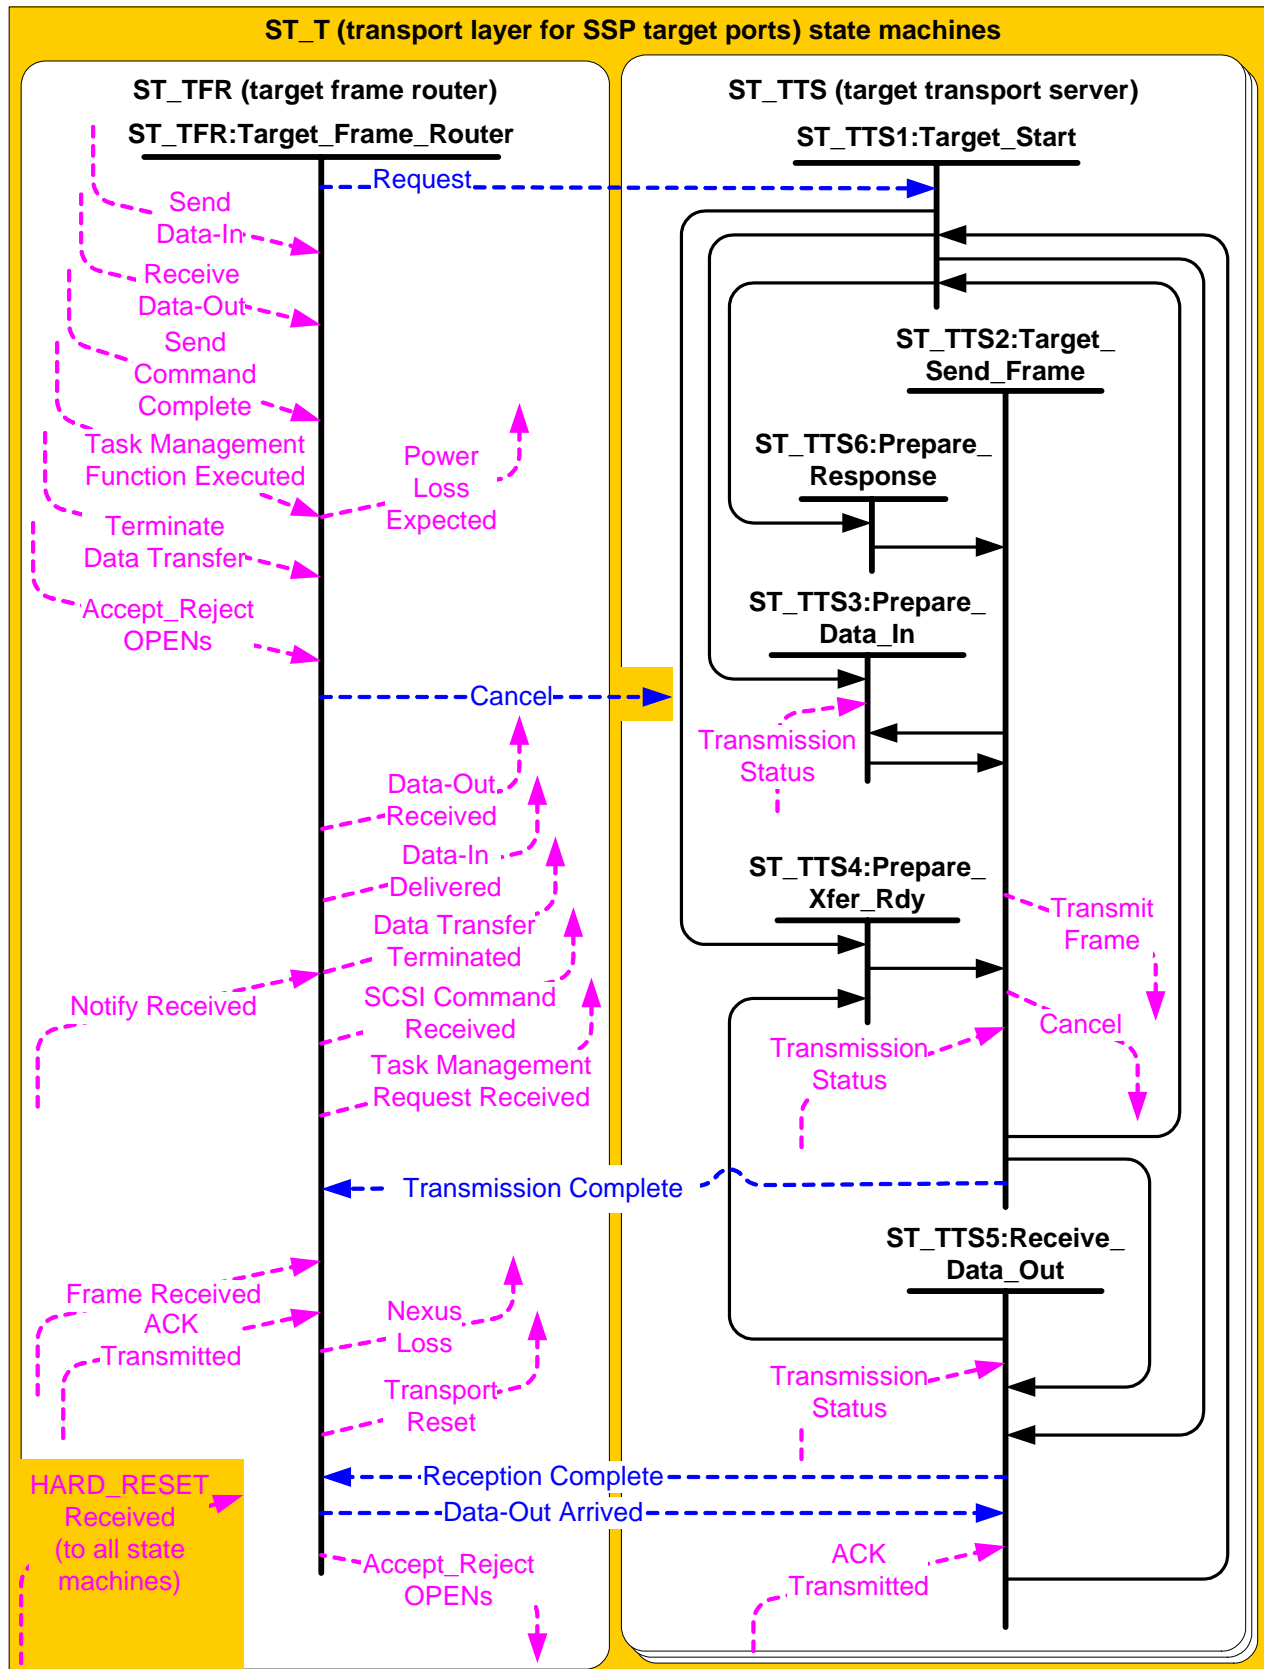 ST_T (transport layer for SSP target ports) state machines
ST_TFR (target frame router)
ST_TFR:Target_Frame_Router
Send
Data-In
Receive
Data-Out
Send
Command
Complete
Task Management
Function Executed
Power
Loss
Expected
Terminate
Data Transfer
Accept_Reject
OPENs
Cancel
Data-Out
Received
Data-In
Delivered
Data Transfer
Terminated
Notify Received
SCSI Command
Received
Task Management
Request Received
Transmission Complete
Frame Received
ACK
Transmitted
Nexus
Loss
Transport
Reset
HARD_RESET
Received
(to all state
machines)
Reception Complete
Data-Out Arrived
Accept_Reject
OPENs
Request
ST_TTS (target transport server)
ST_TTS1:Target_Start
ST_TTS2:Target_
Send_Frame
ST_TTS6:Prepare_
Response
ST_TTS3:Prepare_
Data_In
Transmission
Status
ST_TTS4:Prepare_
Xfer_Rdy
Transmit
Frame
Cancel
Transmission
Status
ST_TTS5:Receive_
Data_Out
Transmission
Status
ACK
Transmitted